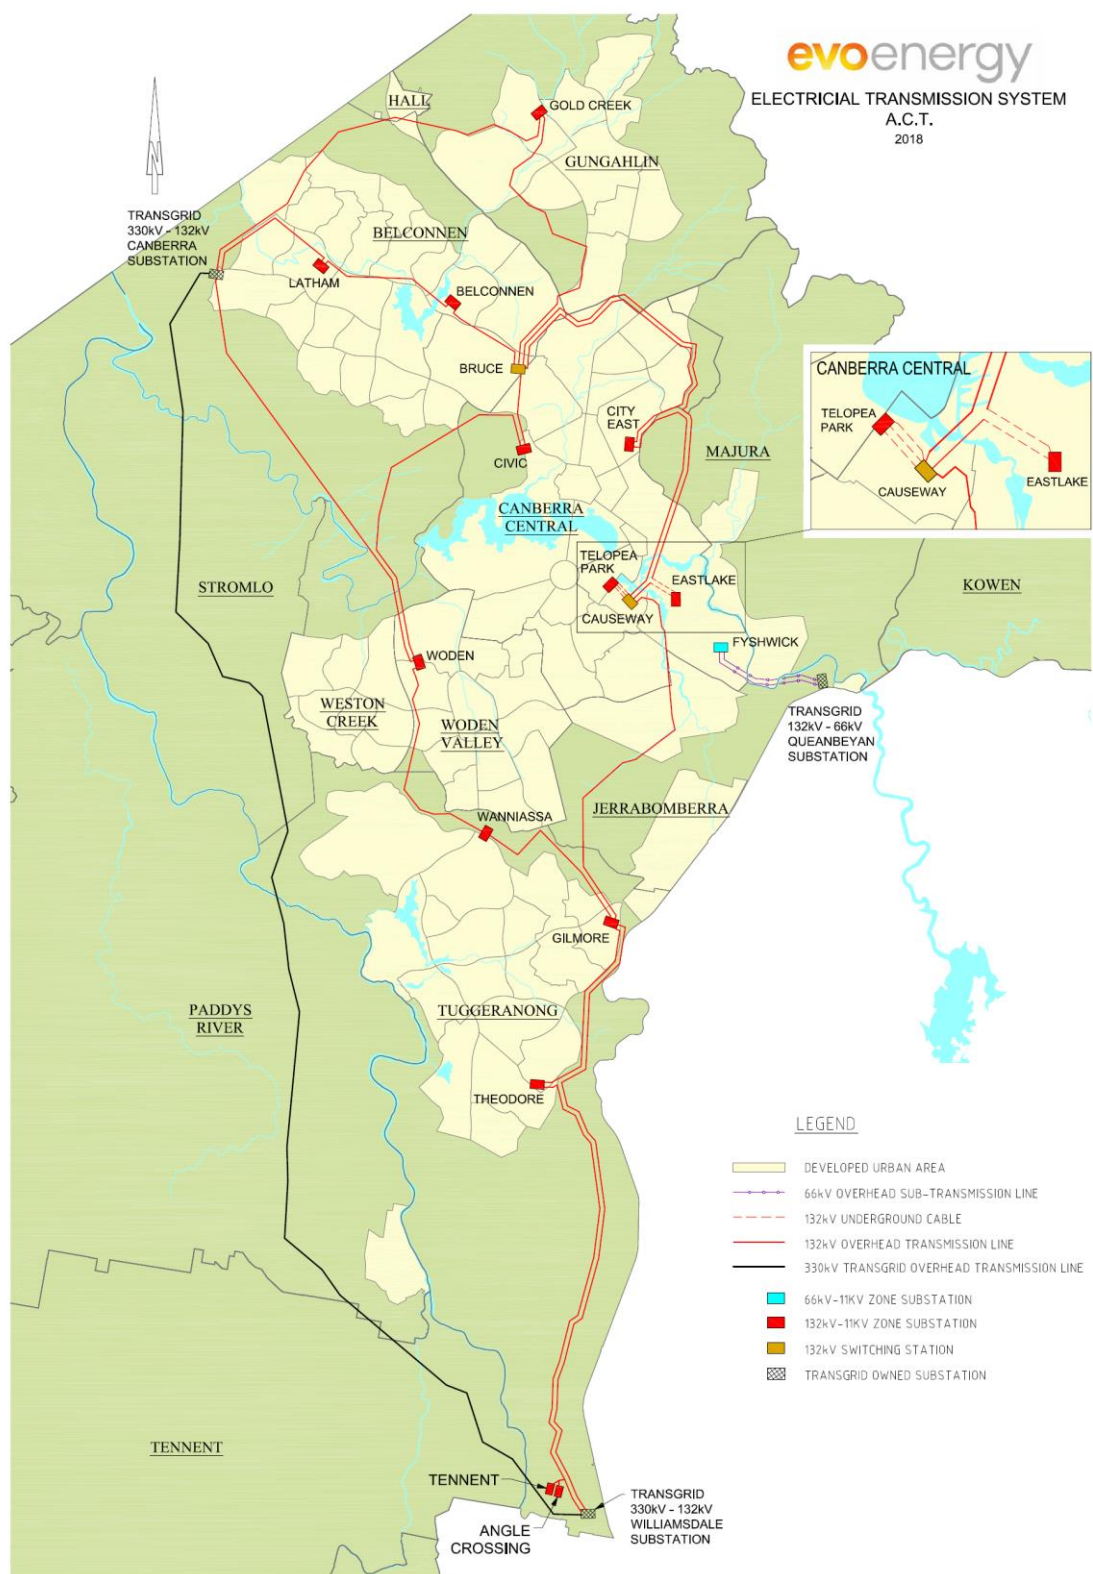 evoenergy
ELECTRICIAL TRANSMISSION SYSTEM
A.C.T.
2018
HALL
GOLD CREEK
GUNGAHLIN
TRANSGRID
330kV - 132kV
CANBERRA
SUBSTATION
BELCONNEN
LATHAM
BELCONNEN
BRUCE
CITY
EAST
CIVIC
MAJURA
CANBERRA CENTRAL
TELOPEA
PARK
CAUSEWAY
EASTLAKE
CANBERRA
CENTRAL
TELOPEA
PARK
EASTLAKE
CAUSEWAY
STROMLO
KOWEN
FYSHWICK
WODEN
WESTON
CREEK
WODEN
VALLEY
TRANSGRID
132kV - 66kV
QUEANBEYAN
SUBSTATION
WANNIASSA
JERRABOMBERRA
GILMORE
PADDYS
RIVER
TUGGERANONG
THEODORE
LEGEND
DEVELOPED URBAN AREA
66kV OVERHEAD SUB-TRANSMISSION LINE
132kV UNDERGROUND CABLE
132kV OVERHEAD TRANSMISSION LINE
330kV TRANSGRID OVERHEAD TRANSMISSION LINE
66kV-11KV ZONE SUBSTATION
132kV-11KV ZONE SUBSTATION
132kV SWITCHING STATION
TRANSGRID OWNED SUBSTATION
TENNENT
TENNENT
ANGLE
CROSSING
TRANSGRID
330kV - 132kV
WILLIAMSDALE
SUBSTATION